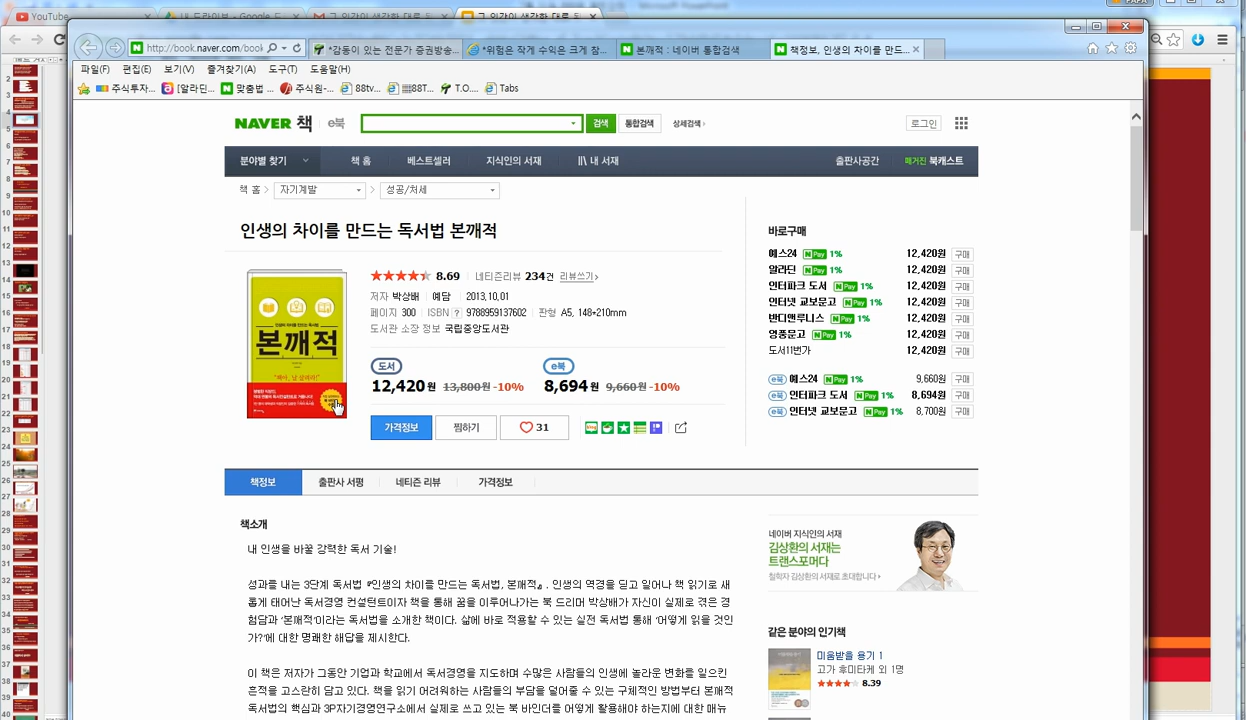 YouTube
내 드라이브 - Google 드
그 인간이 생각한 대로 되
그 인간이 생각한 대로 되
Microsoft PowerPoint
http://book.naver.com/book
*감동이 있는 전문가 증권방송...
*위험은 작게 수익은 크게 참...
본깨적 : 네이버 통합검색
책정보, 인생의 차이를 만드...
파일(F) 편집(E) 보기(V) 즐겨찾기(A) 도구(T) 도움말(H)
주식투자... [알라딘... 맞춤법 ... 주식원-... 88tv... T.O... Tabs
NAVER 책 e북 검색 통합검색 상세검색 로그인
분야별 찾기 책 홈 베스트셀러 지식인의 서재 내 서재 출판사공간 매거진 북캐스트
책 홈 > 자기계발 > 성공/처세
인생의 차이를 만드는 독서법 본깨적
8.69 네티즌리뷰 234건 리뷰쓰기>
저자 박상배 예담 2013.10.01
페이지 300 ISBN ? 9788959137602 판형 A5, 148*210mm
도서관 소장 정보 국립중앙도서관
인생의 차이를 만드는 독서법
본깨적
도서 e북
12,420원 13,800원 -10% 8,694원 9,660원 -10%
가격정보 찜하기 31
바로구매
예스24 N Pay 1% 12,420원 구매
알라딘 N Pay 1% 12,420원 구매
인터파크 도서 N Pay 1% 12,420원 구매
인터넷 교보문고 N Pay 1% 12,420원 구매
반디앤루니스 N Pay 1% 12,420원 구매
영풍문고 N Pay 1% 12,420원 구매
도서11번가 12,420원 구매
e북 예스24 N Pay 1% 9,660원 구매
e북 인터파크 도서 N Pay 1% 8,694원 구매
e북 인터넷 교보문고 N Pay 1% 8,700원 구매
책정보 출판사 서평 네티즌 리뷰 가격정보
책소개
내 인생을 바꿀 강력한 독서 기술!
성과를 내는 3단계 독서법 『인생의 차이를 만드는 독서법, 본깨적』. 인생의 역경을 딛고 일어나 책 읽기로 새
롭게 태어난 독서경영 컨설턴트이자 책을 통해 꿈을 이루어나가는 북 드리머 박상배가 자신이 실제로 겪은 경
험담과 '본깨적'이라는 독서법을 소개한 책이다. 삶에 바로 적용할 수 있는 실전 독서법 통해 '어떻게 읽을 것인
가?'에 대한 명쾌한 해답을 제시한다.
이 책은 저자가 그동안 기업과 학교에서 독서경영을 지도하며 수많은 사람들의 인생에 놀라운 변화를 일으킨
흔적을 고스란히 담고 있다. 책을 읽기 어려워하는 사람들의 부담을 덜어줄 수 있는 구체적인 방법부터 본깨적
독서법의 핵심과 3P자기경영연구소에서 실제로 쓰고 있는 북 바인더를 어떻게 활용해야 하는지에 대한 매뉴
네이버 지식인의 서재
김상환의 서재는
트랜스포머다
철학자 김상환의 서재로 초대합니다
같은 분야의 인기책
미움받을 용기 1
고가 후미타케 외 1명
8.39